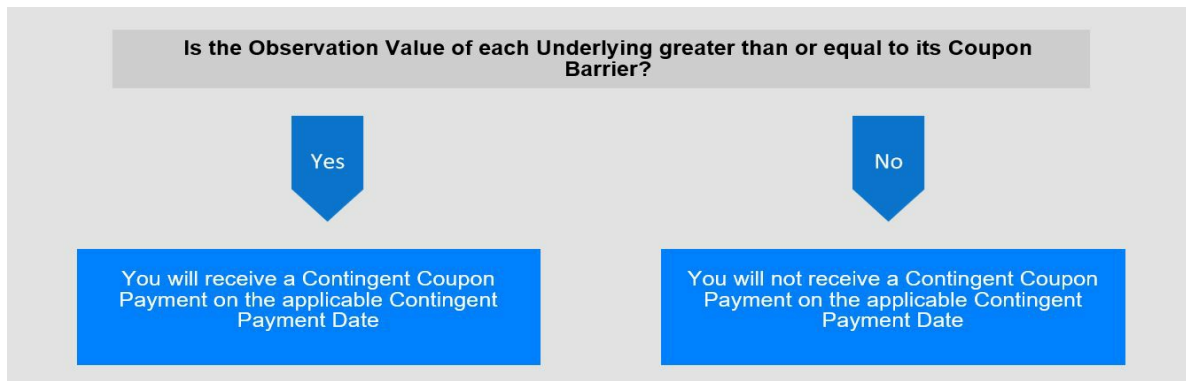 Is the Observation Value of each Underlying greater than or equal to its Coupon
Barrier?
Yes
No
You will receive a Contingent Coupon
Payment on the applicable Contingent
Payment Date
You will not receive a Contingent Coupon
Payment on the applicable Contingent
Payment Date